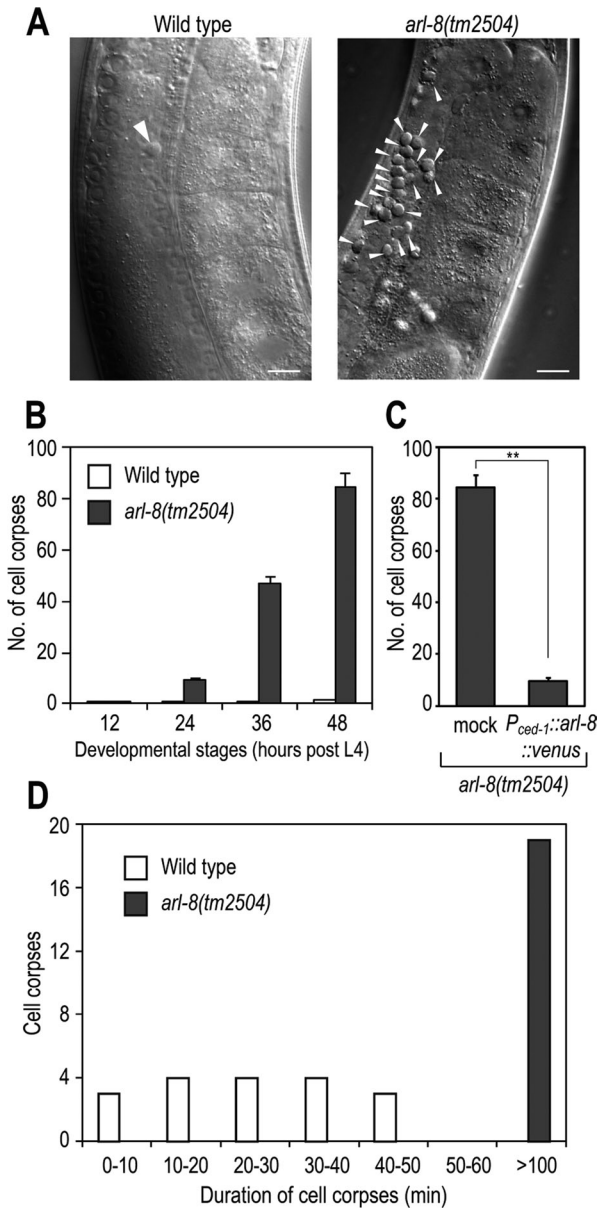 A
Wild type
arl-8(tm2504)
B
100
80
60
40
20
0
No. of cell corpses
Wild type
arl-8(tm2504)
12 24 36 48
Developmental stages (hours post L4)
C
100
80
60
40
20
0
No. of cell corpses
**
mock
Pced-1::arl-8
::venus
arl-8(tm2504)
D
20
16
12
8
4
0
Cell corpses
Wild type
arl-8(tm2504)
0-10 10-20 20-30 30-40 40-50 50-60 >100
Duration of cell corpses (min)